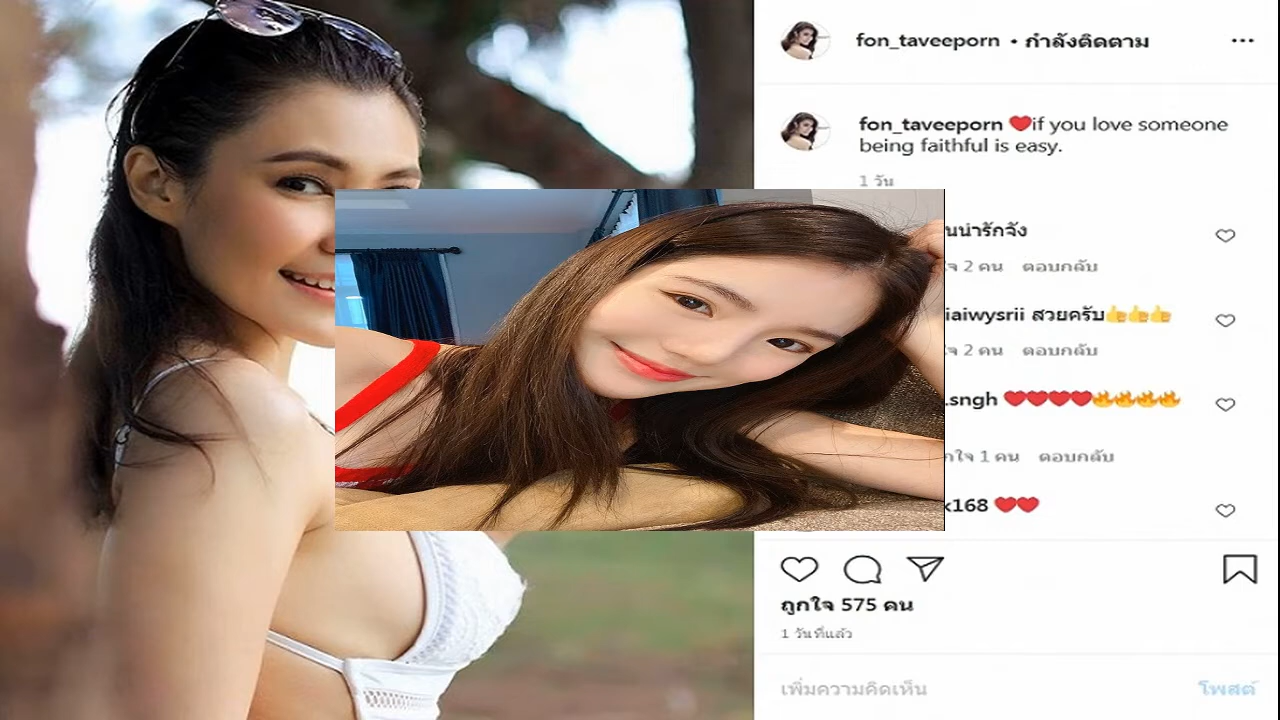 fon_taveeporn • กำลังติดตาม
fon_taveeporn ❤️if you love someone
being faithful is easy.
1 วัน
นน่ารักจัง
จ 2 คน ตอบกลับ
iaiwysrii สวยครับ👍👍👍
จ 2 คน ตอบกลับ
.sngh ❤️❤️❤️❤️🔥🔥🔥🔥
กใจ 1 คน ตอบกลับ
k168 ❤️❤️
ถูกใจ 575 คน
1 วันที่แล้ว
เพิ่มความคิดเห็น โพสต์